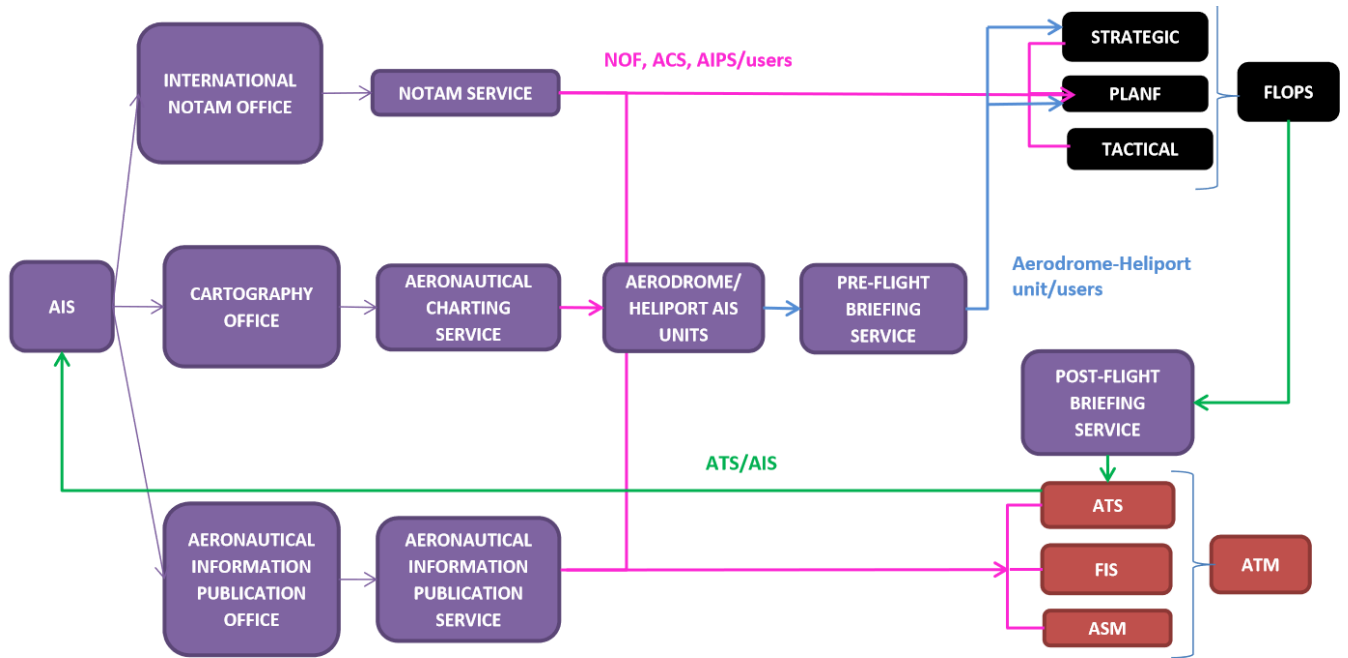 INTERNATIONAL
NOTAM OFFICE
NOTAM SERVICE
NOF, ACS, AIPS/users
STRATEGIC
PLANF
TACTICAL
FLOPS
AIS
CARTOGRAPHY
OFFICE
AERONAUTICAL
CHARTING
SERVICE
AERODROME/
HELIPORT AIS
UNITS
PRE-FLIGHT
BRIEFING
SERVICE
Aerodrome-Heliport
unit/users
POST-FLIGHT
BRIEFING
SERVICE
ATS/AIS
AERONAUTICAL
INFORMATION
PUBLICATION
OFFICE
AERONAUTICAL
INFORMATION
PUBLICATION
SERVICE
ATS
FIS
ASM
ATM